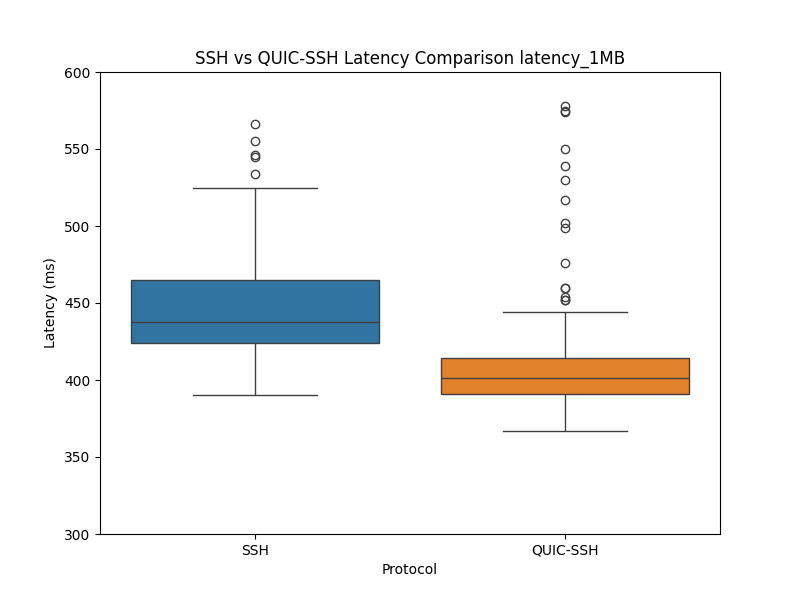 SSH vs QUIC-SSH Latency Comparison latency_1MB
600
550
500
450
400
350
300
Latency (ms)
SSH
QUIC-SSH
Protocol